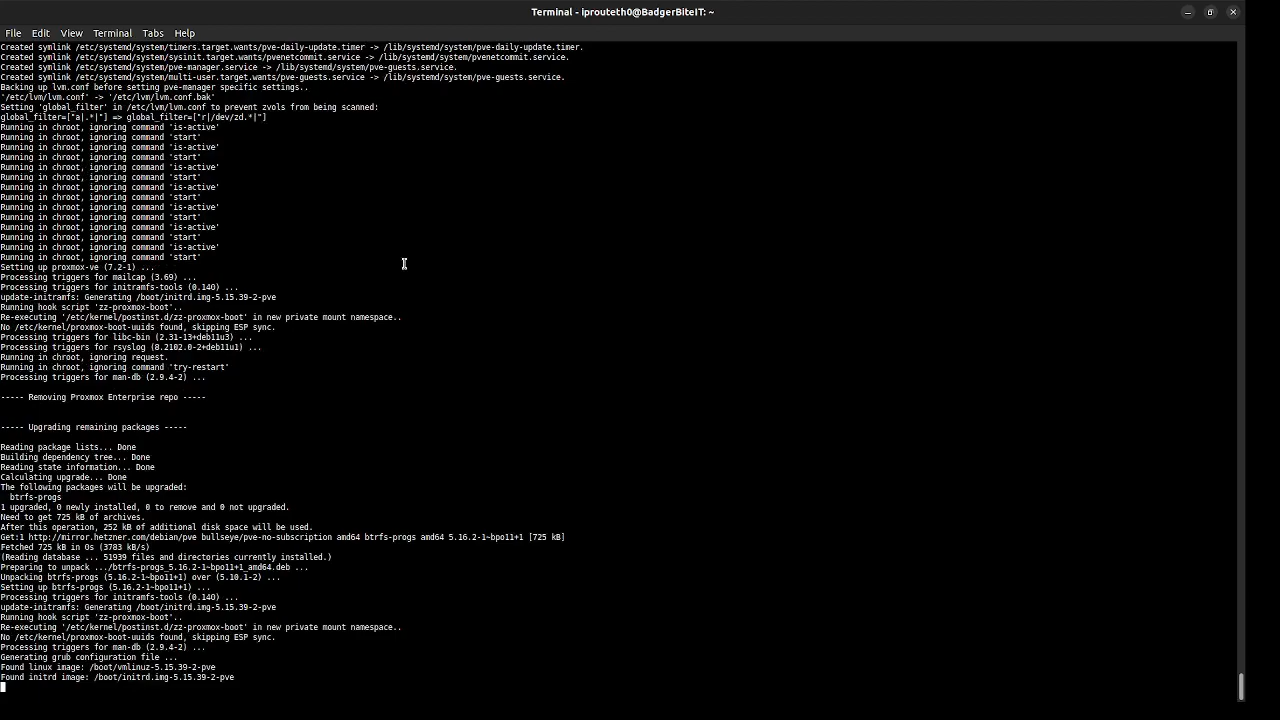 Terminal - iprouteth0@BadgerBiteIT: ~
File Edit View Terminal Tabs Help
Created symlink /etc/systemd/system/timers.target.wants/pve-daily-update.timer -> /lib/systemd/system/pve-daily-update.timer.
Created symlink /etc/systemd/system/sysinit.target.wants/pvenetcommit.service -> /lib/systemd/system/pvenetcommit.service.
Created symlink /etc/systemd/system/pve-manager.service -> /lib/systemd/system/pve-guests.service.
Created symlink /etc/systemd/system/multi-user.target.wants/pve-guests.service -> /lib/systemd/system/pve-guests.service.
Backing up lvm.conf before setting pve-manager specific settings..
'/etc/lvm/lvm.conf' -> '/etc/lvm/lvm.conf.bak'
Setting 'global_filter' in /etc/lvm/lvm.conf to prevent zvols from being scanned:
global_filter=["a|.*|"] => global_filter=["r|/dev/zd.*|"]
Running in chroot, ignoring command 'is-active'
Running in chroot, ignoring command 'start'
Running in chroot, ignoring command 'is-active'
Running in chroot, ignoring command 'start'
Running in chroot, ignoring command 'is-active'
Running in chroot, ignoring command 'start'
Running in chroot, ignoring command 'is-active'
Running in chroot, ignoring command 'start'
Running in chroot, ignoring command 'is-active'
Running in chroot, ignoring command 'start'
Running in chroot, ignoring command 'is-active'
Running in chroot, ignoring command 'start'
Running in chroot, ignoring command 'is-active'
Running in chroot, ignoring command 'start'
Setting up proxmox-ve (7.2-1) ...
Processing triggers for mailcap (3.69) ...
Processing triggers for initramfs-tools (0.140) ...
update-initramfs: Generating /boot/initrd.img-5.15.39-2-pve
Running hook script 'zz-proxmox-boot'..
Re-executing '/etc/kernel/postinst.d/zz-proxmox-boot' in new private mount namespace..
No /etc/kernel/proxmox-boot-uuids found, skipping ESP sync.
Processing triggers for libc-bin (2.31-13+deb11u3) ...
Processing triggers for rsyslog (8.2102.0-2+deb11u1) ...
Running in chroot, ignoring request.
Running in chroot, ignoring command 'try-restart'
Processing triggers for man-db (2.9.4-2) ...
----- Removing Proxmox Enterprise repo -----
----- Upgrading remaining packages -----
Reading package lists... Done
Building dependency tree... Done
Reading state information... Done
Calculating upgrade... Done
The following packages will be upgraded:
btrfs-progs
1 upgraded, 0 newly installed, 0 to remove and 0 not upgraded.
Need to get 725 kB of archives.
After this operation, 252 kB of additional disk space will be used.
Get:1 http://mirror.hetzner.com/debian/pve bullseye/pve-no-subscription amd64 btrfs-progs amd64 5.16.2-1~bpo11+1 [725 kB]
Fetched 725 kB in 0s (3783 kB/s)
(Reading database ... 51939 files and directories currently installed.)
Preparing to unpack .../btrfs-progs_5.16.2-1~bpo11+1_amd64.deb ...
Unpacking btrfs-progs (5.16.2-1~bpo11+1) over (5.10.1-2) ...
Setting up btrfs-progs (5.16.2-1~bpo11+1) ...
Processing triggers for initramfs-tools (0.140) ...
update-initramfs: Generating /boot/initrd.img-5.15.39-2-pve
Running hook script 'zz-proxmox-boot'..
Re-executing '/etc/kernel/postinst.d/zz-proxmox-boot' in new private mount namespace..
No /etc/kernel/proxmox-boot-uuids found, skipping ESP sync.
Processing triggers for man-db (2.9.4-2) ...
Generating grub configuration file ...
Found linux image: /boot/vmlinuz-5.15.39-2-pve
Found initrd image: /boot/initrd.img-5.15.39-2-pve